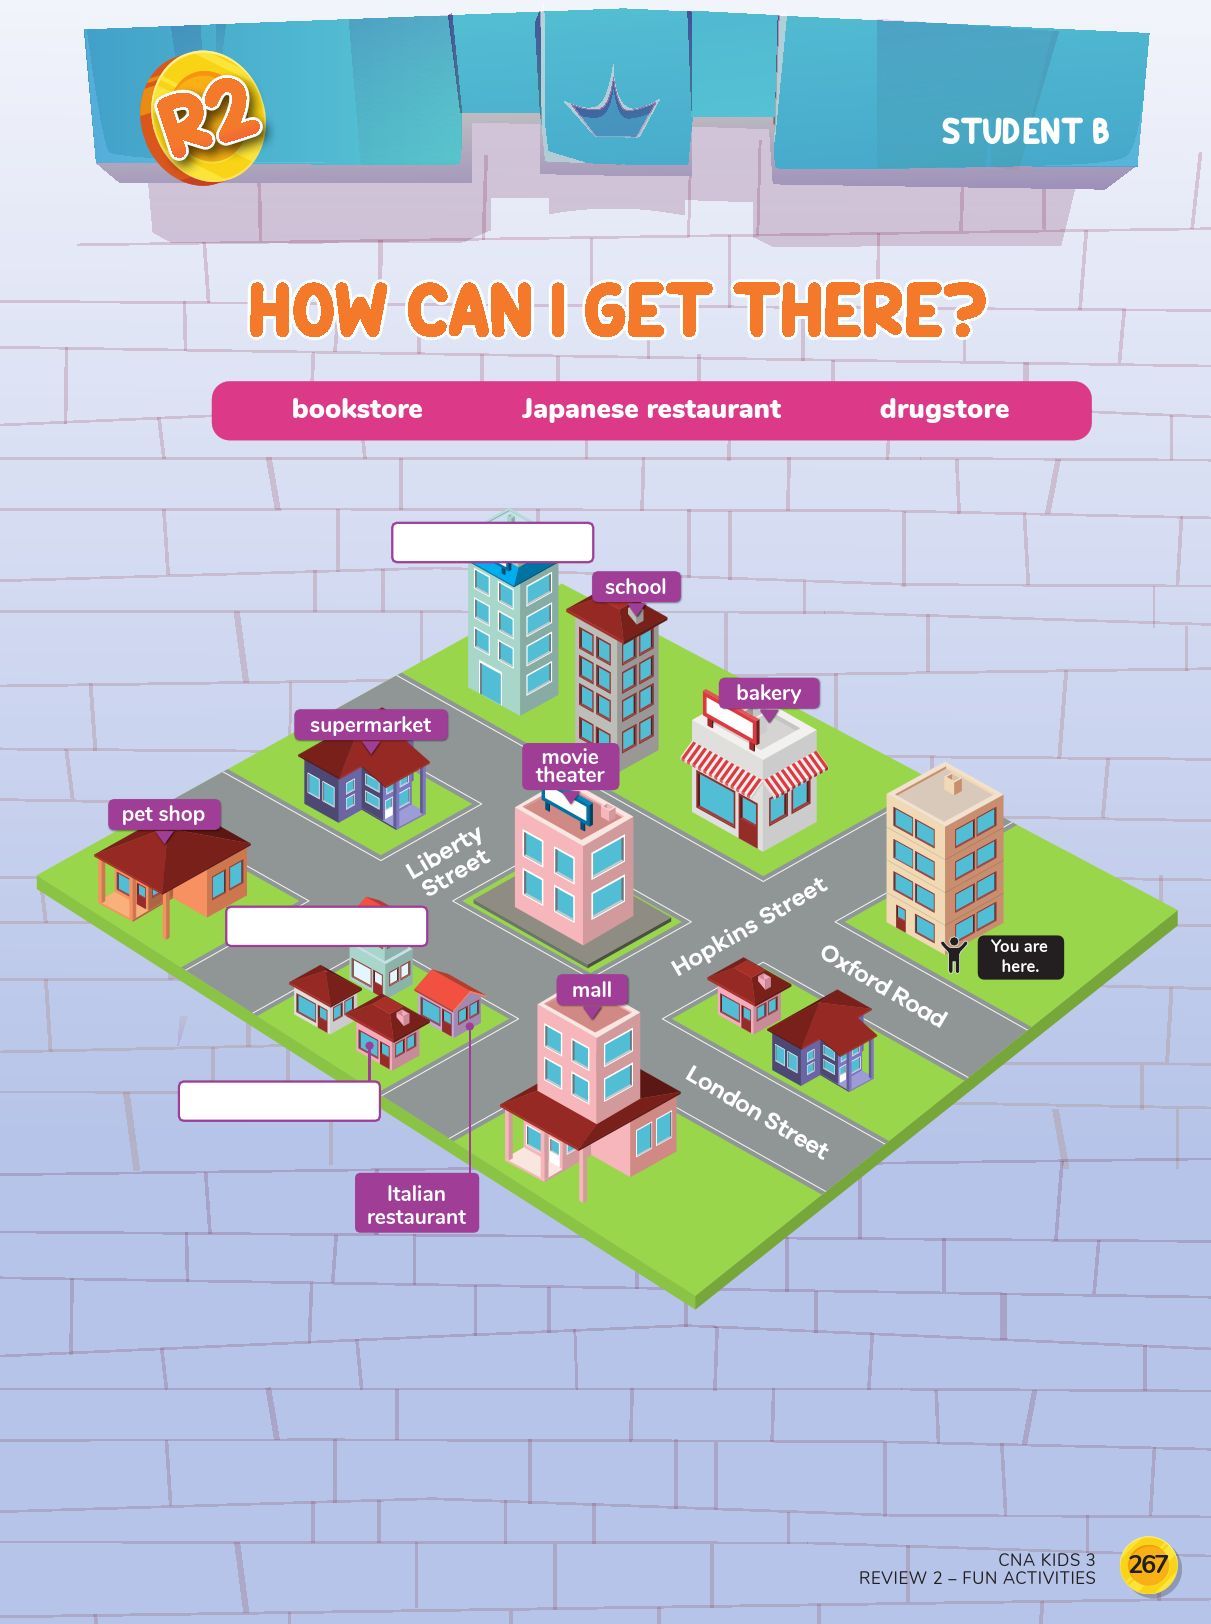 R2
STUDENT B
HOW CAN I GET THERE?
bookstore Japanese restaurant drugstore
school
bakery
supermarket
movie
theater
pet shop
Liberty
Street
Hopkins Street
You are
here.
Oxford Road
mall
London Street
Italian
restaurant
CNA KIDS 3
REVIEW 2 – FUN ACTIVITIES
267